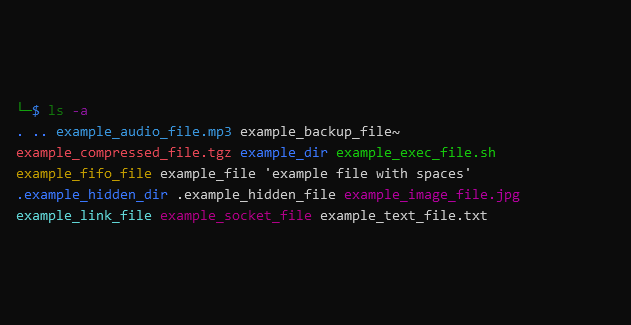 └─$ ls -a
. .. example_audio_file.mp3 example_backup_file~
example_compressed_file.tgz example_dir example_exec_file.sh
example_fifo_file example_file 'example file with spaces'
.example_hidden_dir .example_hidden_file example_image_file.jpg
example_link_file example_socket_file example_text_file.txt